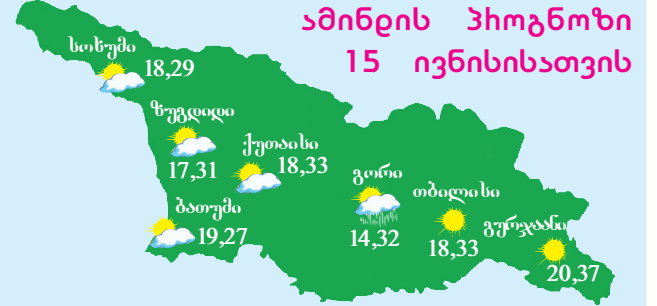 ამინდის პროგნოზი
15 ივნისისათვის
სოხუმი
18,29
ზუგდიდი
17,31
ქუთაისი
18,33
ბათუმი
19,27
გორი
14,32
თბილისი
18,33
გურჯაანი
20,37